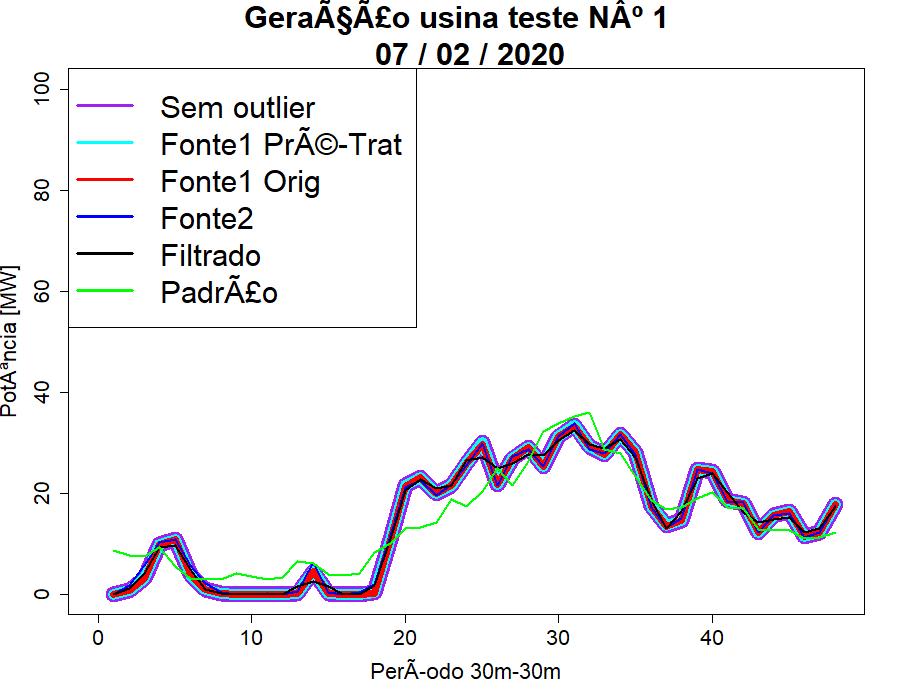 GeraÃ§Ã£o usina teste NÂº 1
07 / 02 / 2020
Sem outlier
Fonte1 PrÃ©-Trat
Fonte1 Orig
Fonte2
Filtrado
PadrÃ£o
PotÃªncia [MW]
100
80
60
40
20
0
0 10 20 30 40
PerÃ-odo 30m-30m